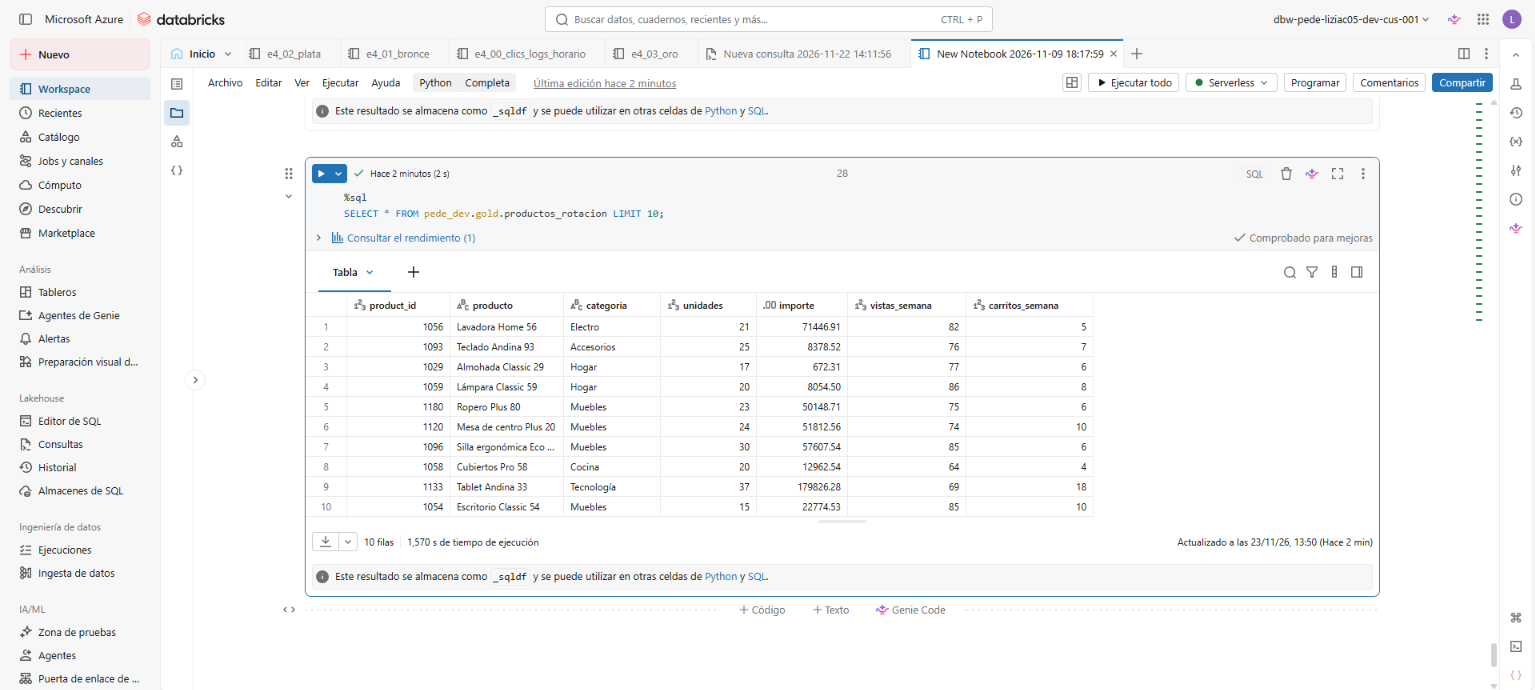 Microsoft Azure databricks
Buscar datos, cuadernos, recientes y más... CTRL + P
dbw-pede-liziac05-dev-cus-001 L
Nuevo
Workspace
Recientes
Catálogo
Jobs y canales
Cómputo
Descubrir
Marketplace
Análisis
Tableros
Agentes de Genie
Alertas
Preparación visual d...
Lakehouse
Editor de SQL
Consultas
Historial
Almacenes de SQL
Ingeniería de datos
Ejecuciones
Ingesta de datos
IA/ML
Zona de pruebas
Agentes
Puerta de enlace de ...
Inicio e4_02_plata e4_01_bronce e4_00_clics_logs_horario e4_03_oro Nueva consulta 2026-11-22 14:11:56 New Notebook 2026-11-09 18:17:59
Archivo Editar Ver Ejecutar Ayuda Python Completa Última edición hace 2 minutos
Ejecutar todo Serverless Programar Comentarios Compartir
Este resultado se almacena como _sqldf y se puede utilizar en otras celdas de Python y SQL.
Hace 2 minutos (2 s) 28 SQL
%sql
SELECT * FROM pede_dev.gold.productos_rotacion LIMIT 10;
Consultar el rendimiento (1) Comprobado para mejoras
Tabla
product_id producto categoria unidades .00 importe vistas_semana carritos_semana
1 1056 Lavadora Home 56 Electro 21 71446.91 82 5
2 1093 Teclado Andina 93 Accesorios 25 8378.52 76 7
3 1029 Almohada Classic 29 Hogar 17 672.31 77 6
4 1059 Lámpara Classic 59 Hogar 20 8054.50 86 8
5 1180 Ropero Plus 80 Muebles 23 50148.71 75 6
6 1120 Mesa de centro Plus 20 Muebles 24 51812.56 74 10
7 1096 Silla ergonómica Eco ... Muebles 30 57607.54 85 6
8 1058 Cubiertos Pro 58 Cocina 20 12962.54 64 4
9 1133 Tablet Andina 33 Tecnología 37 179826.28 69 18
10 1054 Escritorio Classic 54 Muebles 15 22774.53 85 10
10 filas 1,570 s de tiempo de ejecución Actualizado a las 23/11/26, 13:50 (Hace 2 min)
Este resultado se almacena como _sqldf y se puede utilizar en otras celdas de Python y SQL.
Código Texto Genie Code